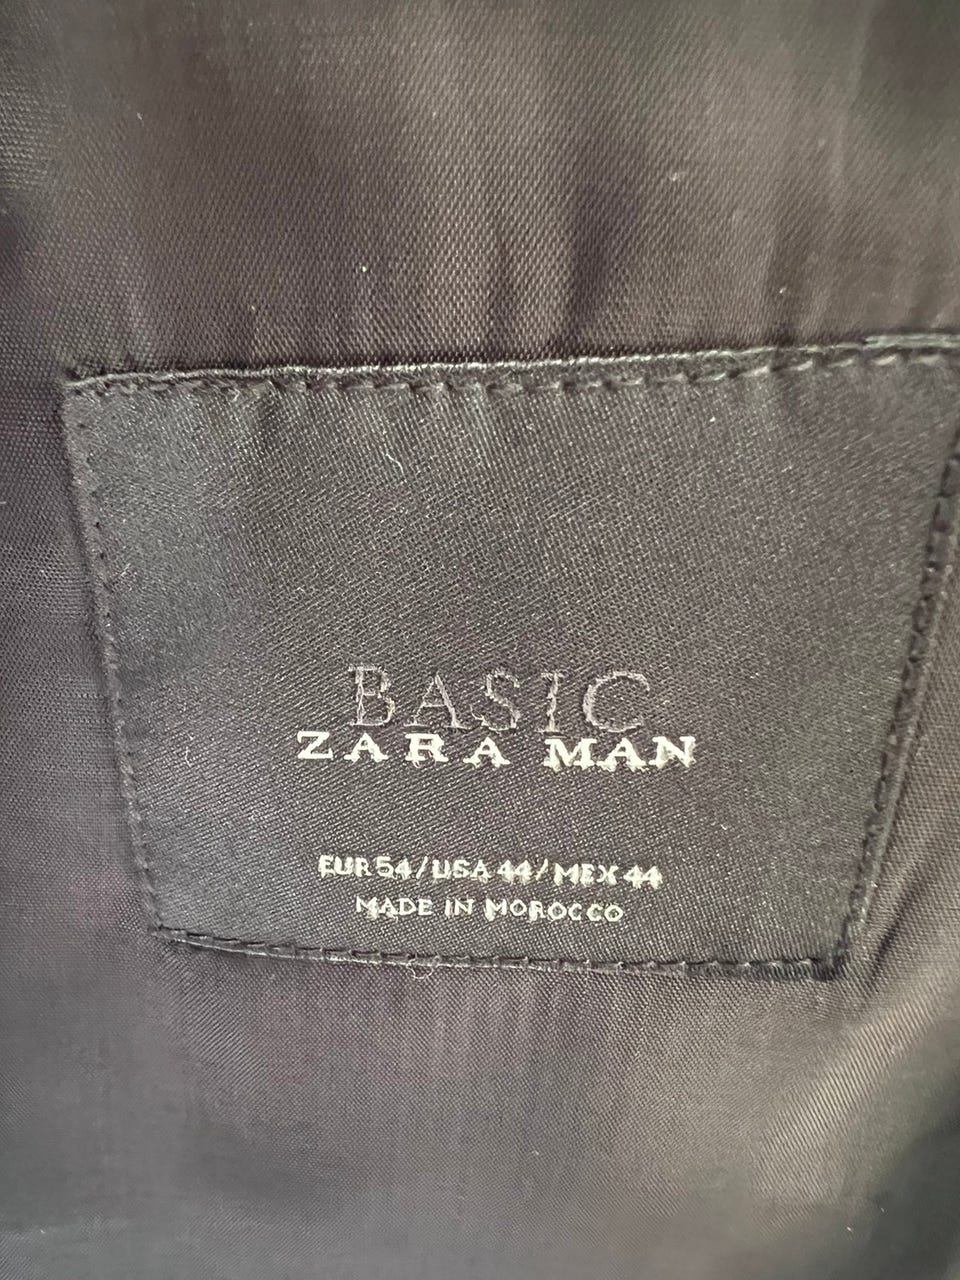 BASIC
ZARA MAN
EUR 54/USA 44/MEX 44
MADE IN MOROCCO